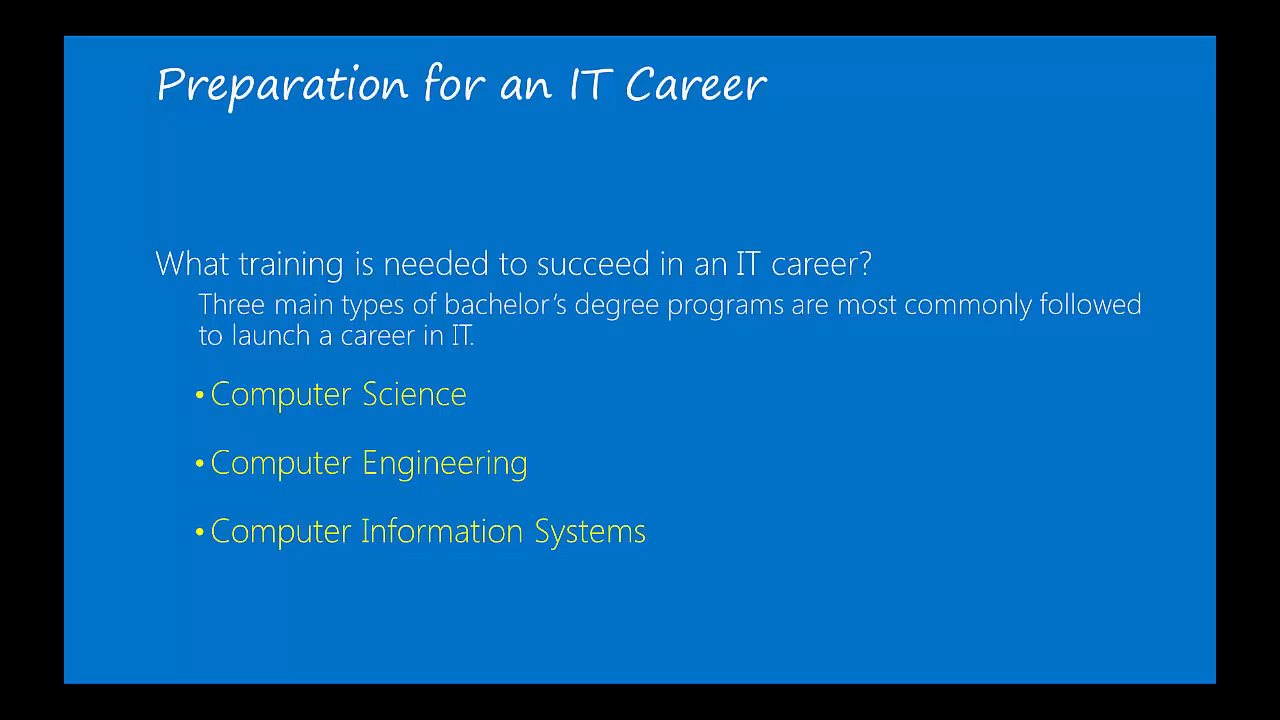 Preparation for an IT Career
What training is needed to succeed in an IT career?
Three main types of bachelor's degree programs are most commonly followed
to launch a career in IT.
• Computer Science
• Computer Engineering
• Computer Information Systems